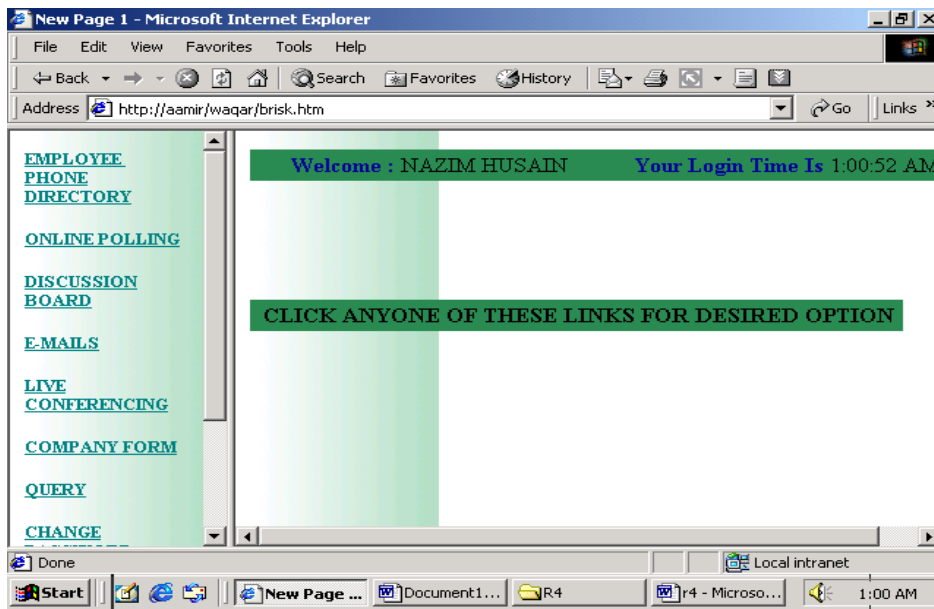 New Page 1 - Microsoft Internet Explorer
File Edit View Favorites Tools Help
Back Search Favorites History
Address http://aamir/waqar/brisk.htm Go Links »
EMPLOYEE
PHONE
DIRECTORY
ONLINE POLLING
DISCUSSION
BOARD
E-MAILS
LIVE
CONFERENCING
COMPANY FORM
QUERY
CHANGE
Welcome : NAZIM HUSAIN Your Login Time Is 1:00:52 AM
CLICK ANYONE OF THESE LINKS FOR DESIRED OPTION
Done Local intranet
Start New Page ... Document1... R4 r4 - Microso... 1:00 AM